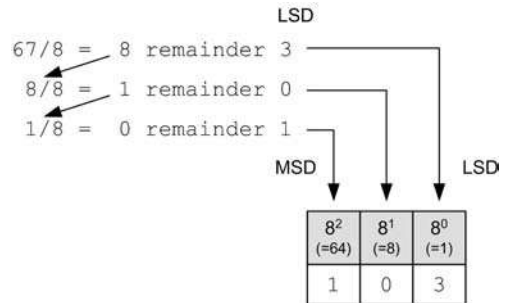 LSD
67/8 = 8 remainder 3
8/8 = 1 remainder 0
1/8 = 0 remainder 1
MSD LSD
8² 8¹ 8⁰
(=64) (=8) (=1)
1 0 3